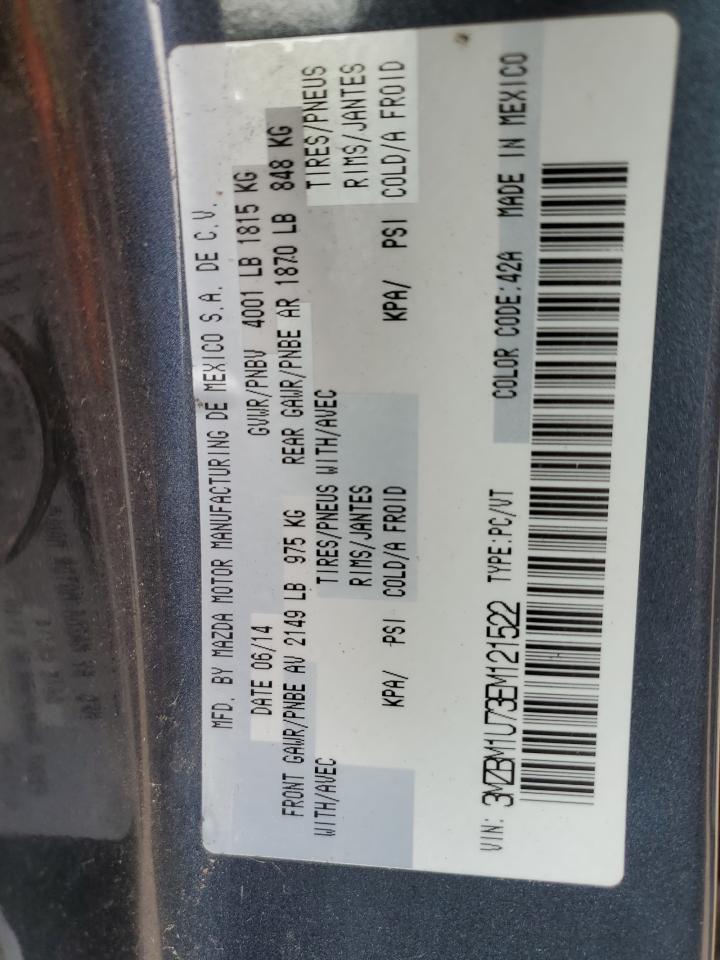 MFD. BY MAZDA MOTOR MANUFACTURING DE MEXICO S.A. DE C.V.
DATE 06/14 GVWR/PNBV 4001 LB 1815 KG
FRONT GAWR/PNBE AV 2149 LB 975 KG REAR GAWR/PNBE AR 1870 LB 848 KG
WITH/AVEC TIRES/PNEUS WITH/AVEC TIRES/PNEUS
RIMS/JANTES RIMS/JANTES
KPA/ PSI COLD/A FROID KPA/ PSI COLD/A FROID
VIN: 3MZBM1U73EM121522 TYPE:PC/VT COLOR CODE:42A MADE IN MEXICO